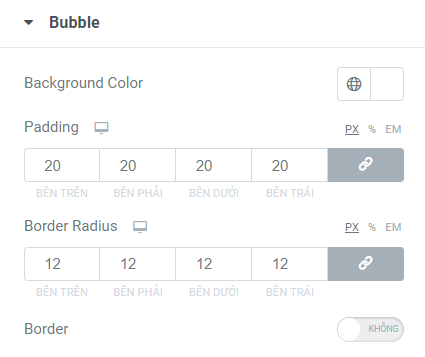 Bubble
Background Color
Padding PX % EM
20 20 20 20
BÊN TRÊN BÊN PHẢI BÊN DƯỚI BÊN TRÁI
Border Radius PX % EM
12 12 12 12
BÊN TRÊN BÊN PHẢI BÊN DƯỚI BÊN TRÁI
Border KHÔNG